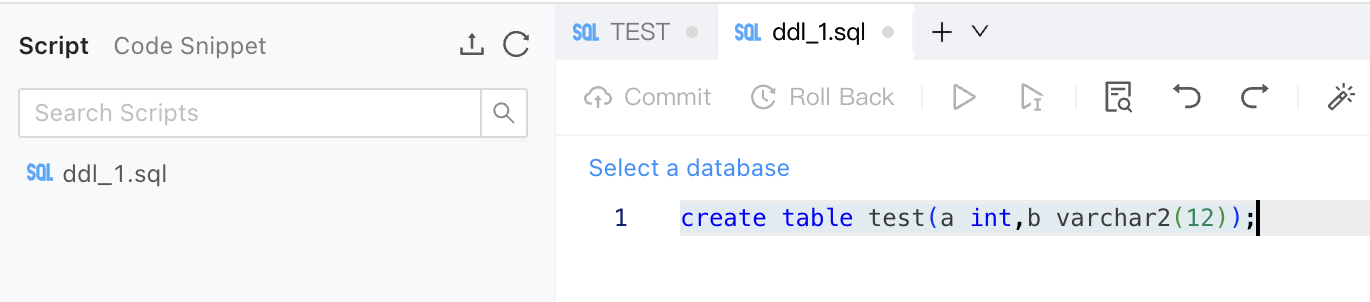 Script Code Snippet
Search Scripts
SQL ddl_1.sql
SQL TEST SQL ddl_1.sql
Commit Roll Back
Select a database
1 create table test(a int,b varchar2(12));